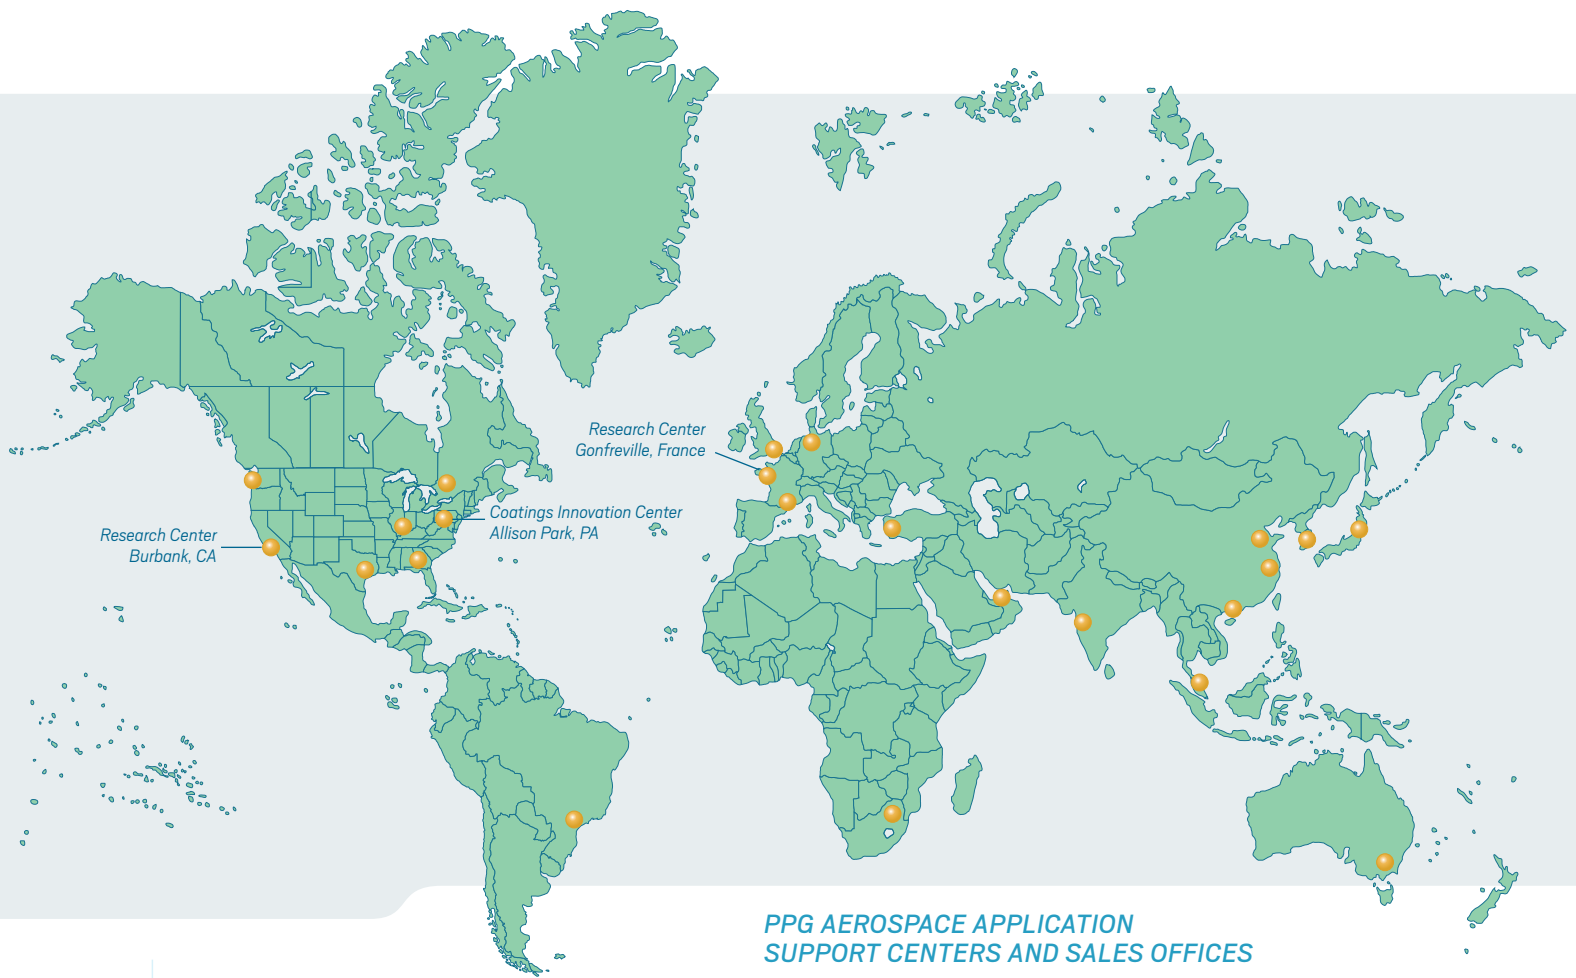 Research Center
Gonfreville, France
Coatings Innovation Center
Allison Park, PA
Research Center
Burbank, CA
PPG AEROSPACE APPLICATION
SUPPORT CENTERS AND SALES OFFICES